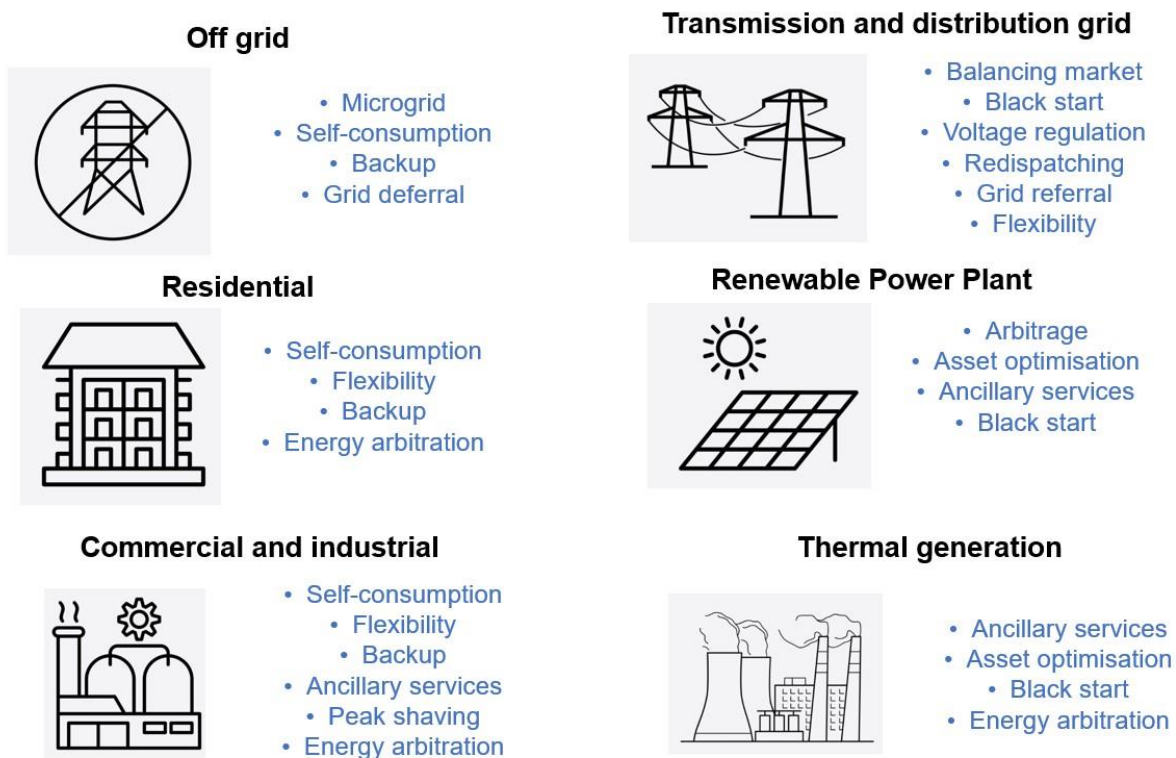 Off grid
• Microgrid
• Self-consumption
• Backup
• Grid deferral
Transmission and distribution grid
• Balancing market
• Black start
• Voltage regulation
• Redispatching
• Grid referral
• Flexibility
Residential
• Self-consumption
• Flexibility
• Backup
• Energy arbitration
Renewable Power Plant
• Arbitrage
• Asset optimisation
• Ancillary services
• Black start
Commercial and industrial
• Self-consumption
• Flexibility
• Backup
• Ancillary services
• Peak shaving
• Energy arbitration
Thermal generation
• Ancillary services
• Asset optimisation
• Black start
• Energy arbitration